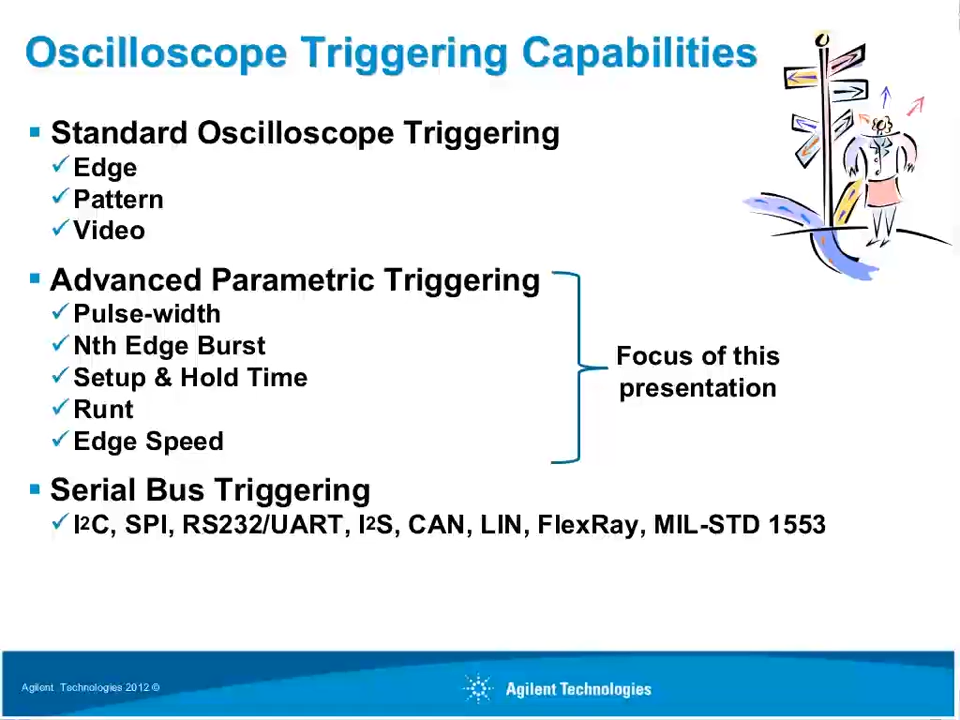 Oscilloscope Triggering Capabilities
Standard Oscilloscope Triggering
Edge
Pattern
Video
Advanced Parametric Triggering
Pulse-width
Nth Edge Burst
Setup & Hold Time
Runt
Edge Speed
Focus of this
presentation
Serial Bus Triggering
I2C, SPI, RS232/UART, I2S, CAN, LIN, FlexRay, MIL-STD 1553
Agilent Technologies 2012 ©
Agilent Technologies